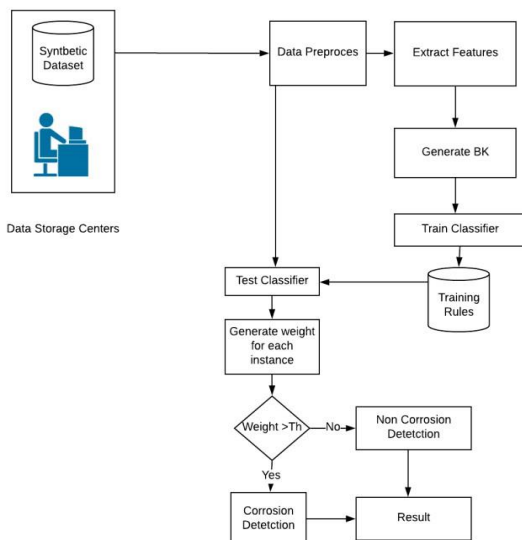 Syntbetic
Dataset
Data Preproces
Extract Features
Generate BK
Data Storage Centers
Train Classifier
Test Classifier
Training
Rules
Generate weight
for each
instance
Weight >Th
No
Non Corrosion
Detetction
Yes
Corrosion
Detetction
Result